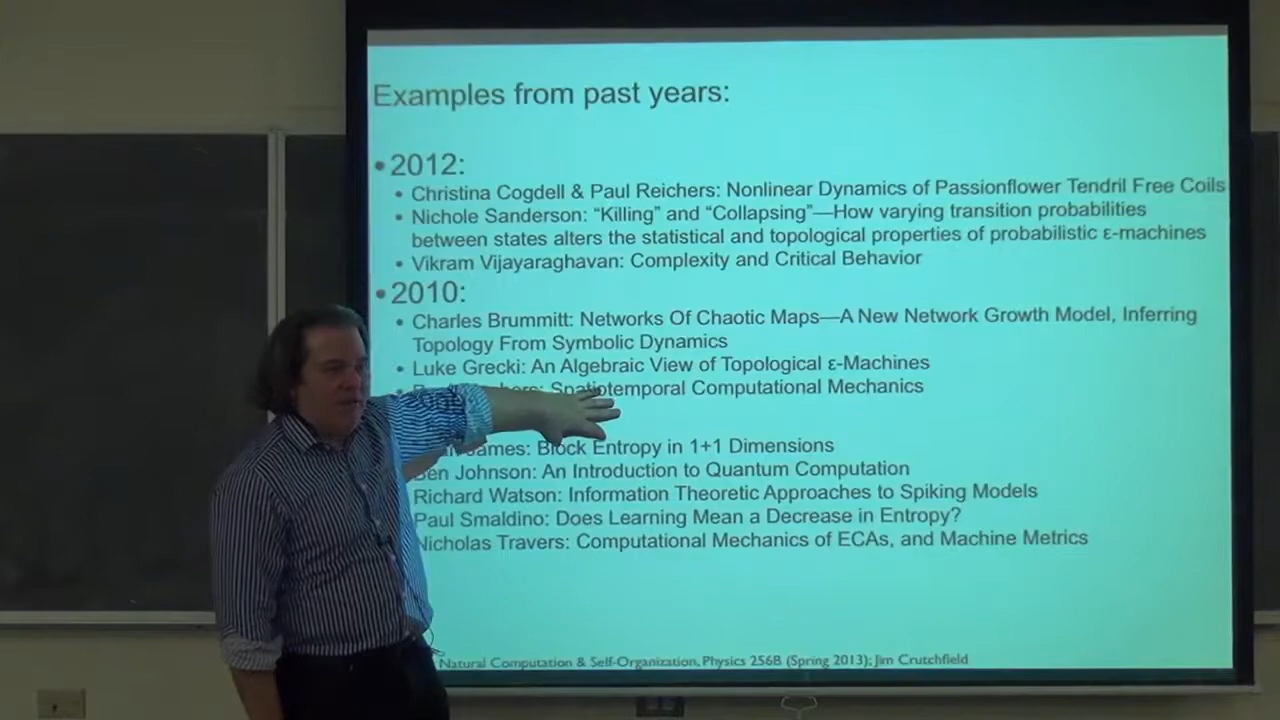 Examples from past years:
• 2012:
• Christina Cogdell & Paul Reichers: Nonlinear Dynamics of Passionflower Tendril Free Coils
• Nichole Sanderson: “Killing” and “Collapsing”—How varying transition probabilities
between states alters the statistical and topological properties of probabilistic ε-machines
• Vikram Vijayaraghavan: Complexity and Critical Behavior
• 2010:
• Charles Brummitt: Networks Of Chaotic Maps—A New Network Growth Model, Inferring
Topology From Symbolic Dynamics
• Luke Grecki: An Algebraic View of Topological ε-Machines
• Spatiotemporal Computational Mechanics
James: Block Entropy in 1+1 Dimensions
Ben Johnson: An Introduction to Quantum Computation
Richard Watson: Information Theoretic Approaches to Spiking Models
Paul Smaldino: Does Learning Mean a Decrease in Entropy?
Nicholas Travers: Computational Mechanics of ECAs, and Machine Metrics
Natural Computation & Self-Organization, Physics 256B (Spring 2013); Jim Crutchfield